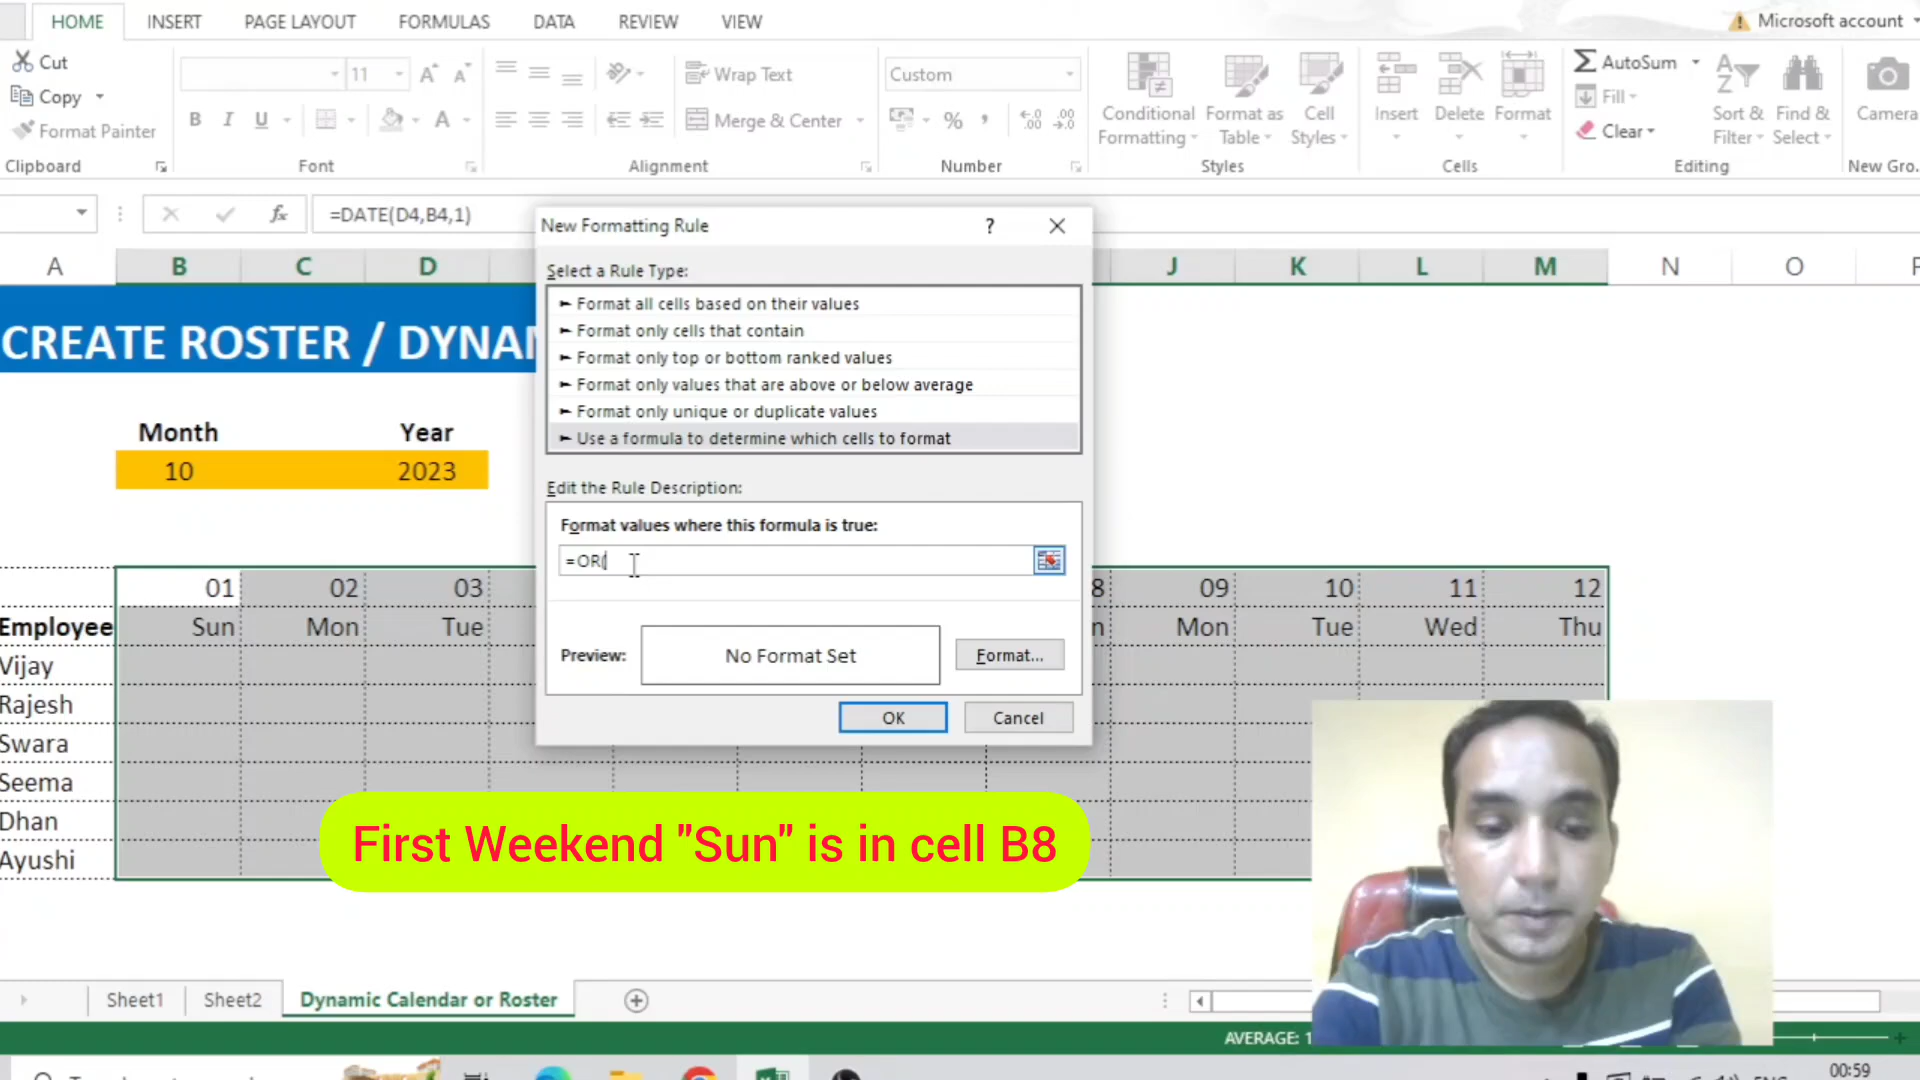 HOME INSERT PAGE LAYOUT FORMULAS DATA REVIEW VIEW Microsoft account
Cut
Copy
Format Painter
Clipboard
11
B I U A
Font
Wrap Text
Merge & Center
Alignment
Custom
%
Number
Conditional Formatting
Format as Table
Cell Styles
Styles
Insert Delete Format
Cells
AutoSum
Fill
Clear
Sort & Filter
Find & Select
Editing
Camera
New Gro..
fx =DATE(D4,B4,1)
A B C D J K L M N O
CREATE ROSTER / DYNA
Month Year
10 2023
New Formatting Rule ?
Select a Rule Type:
► Format all cells based on their values
► Format only cells that contain
► Format only top or bottom ranked values
► Format only values that are above or below average
► Format only unique or duplicate values
► Use a formula to determine which cells to format
Edit the Rule Description:
Format values where this formula is true:
=OR(
Preview: No Format Set Format...
OK Cancel
01 02 03 8 09 10 11 12
Employee Sun Mon Tue n Mon Tue Wed Thu
Vijay
Rajesh
Swara
Seema
Dhan
Ayushi
First Weekend "Sun" is in cell B8
Sheet1 Sheet2 Dynamic Calendar or Roster
AVERAGE: 1
00:59